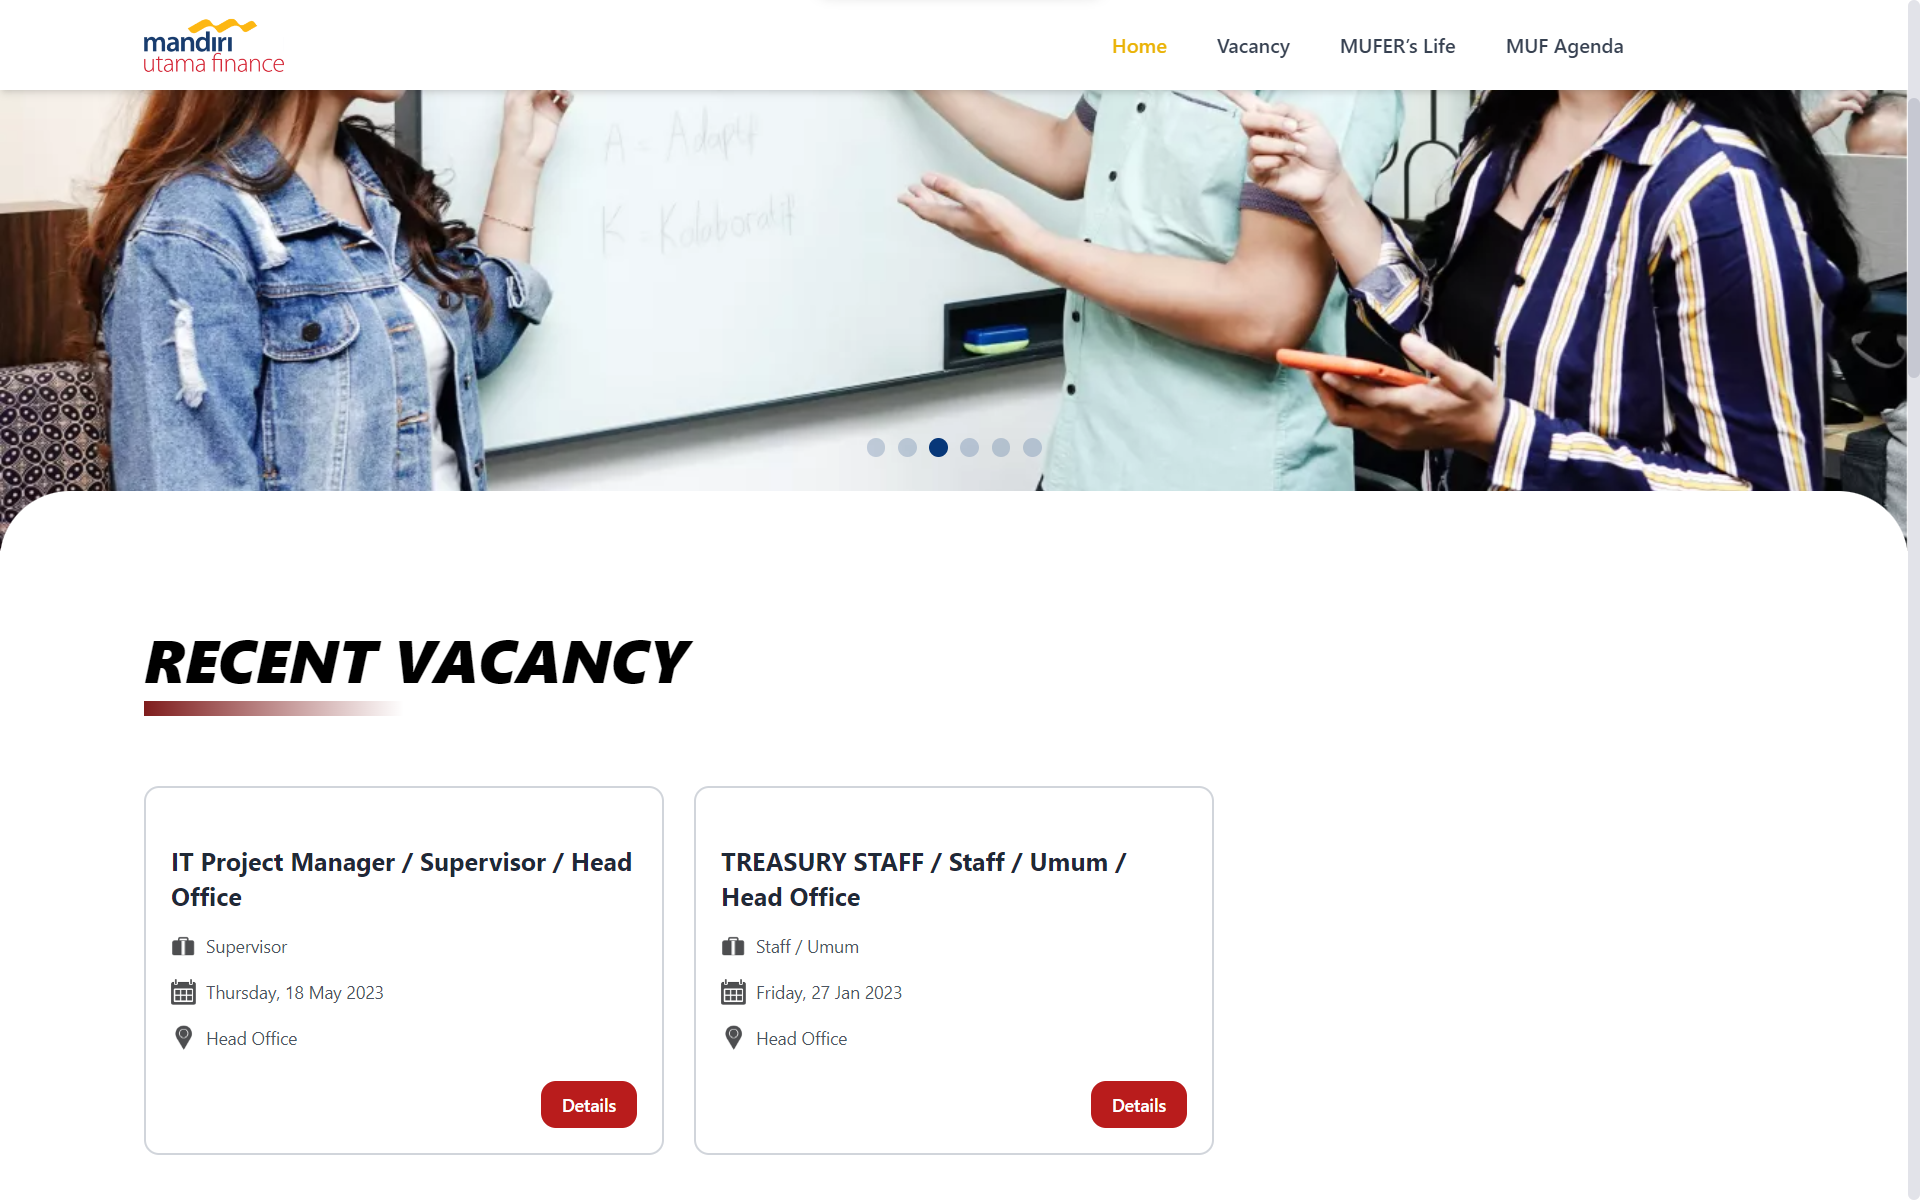 mandiri
utama finance
Home
Vacancy
MUFER’s Life
MUF Agenda
A = Adaptif
K = Kolaboratif
RECENT VACANCY
IT Project Manager / Supervisor / Head
Office
Supervisor
Thursday, 18 May 2023
Head Office
Details
TREASURY STAFF / Staff / Umum /
Head Office
Staff / Umum
Friday, 27 Jan 2023
Head Office
Details